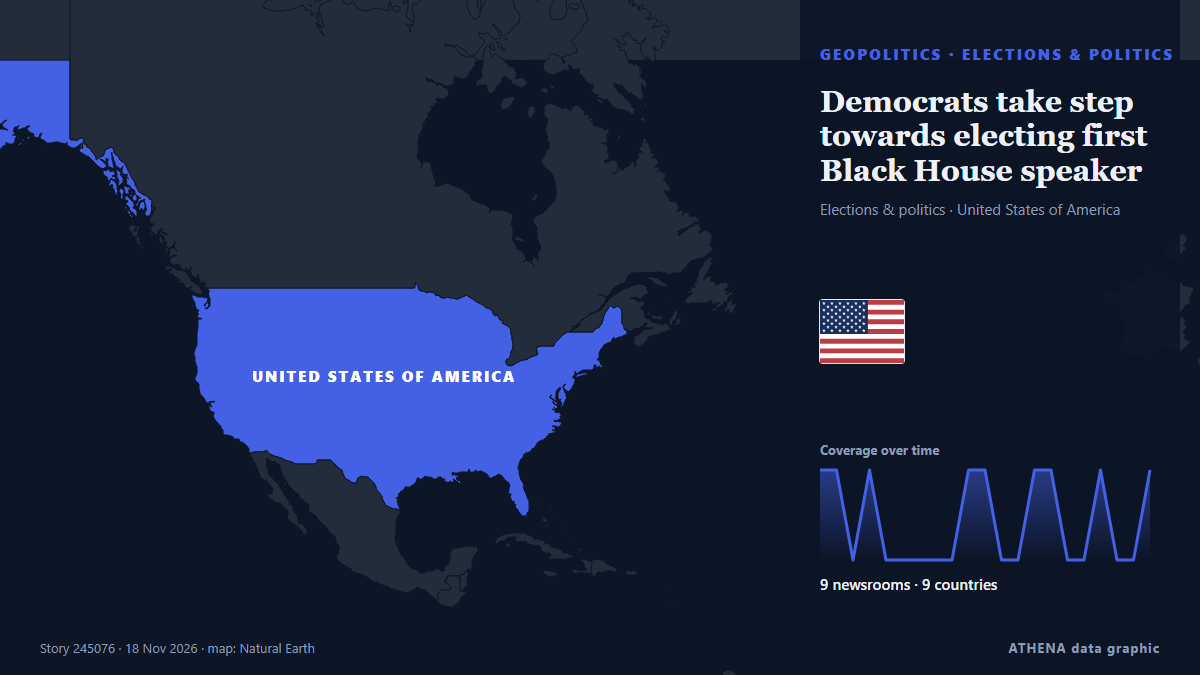 GEOPOLITICS · ELECTIONS & POLITICS
Democrats take step
towards electing first
Black House speaker
Elections & politics · United States of America
UNITED STATES OF AMERICA
Coverage over time
9 newsrooms · 9 countries
Story 245076 · 18 Nov 2026 · map: Natural Earth
ATHENA data graphic